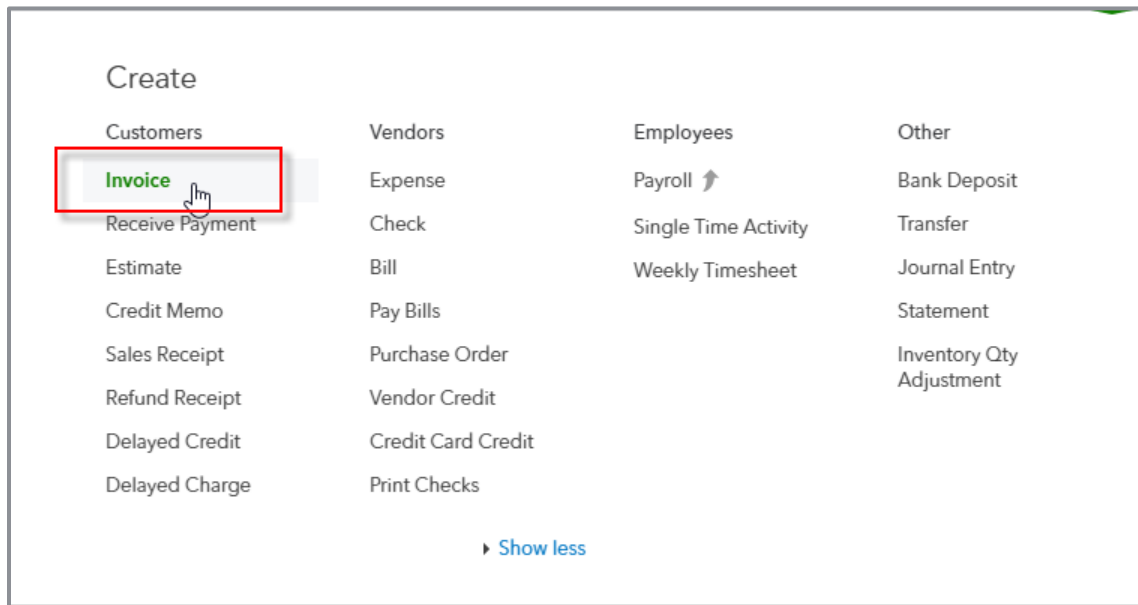 Create
Customers
Invoice
Receive Payment
Estimate
Credit Memo
Sales Receipt
Refund Receipt
Delayed Credit
Delayed Charge
Vendors
Expense
Check
Bill
Pay Bills
Purchase Order
Vendor Credit
Credit Card Credit
Print Checks
Employees
Payroll
Single Time Activity
Weekly Timesheet
Other
Bank Deposit
Transfer
Journal Entry
Statement
Inventory Qty
Adjustment
Show less